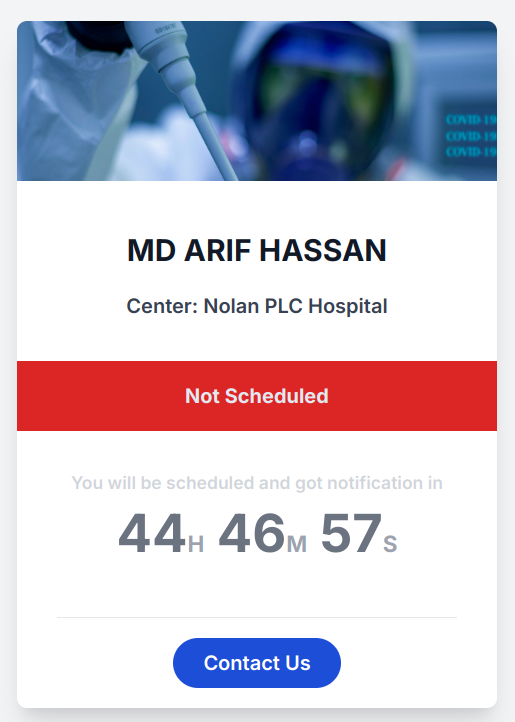 COVID-19
COVID-19
COVID-19
MD ARIF HASSAN
Center: Nolan PLC Hospital
Not Scheduled
You will be scheduled and got notification in
44H 46M 57S
Contact Us